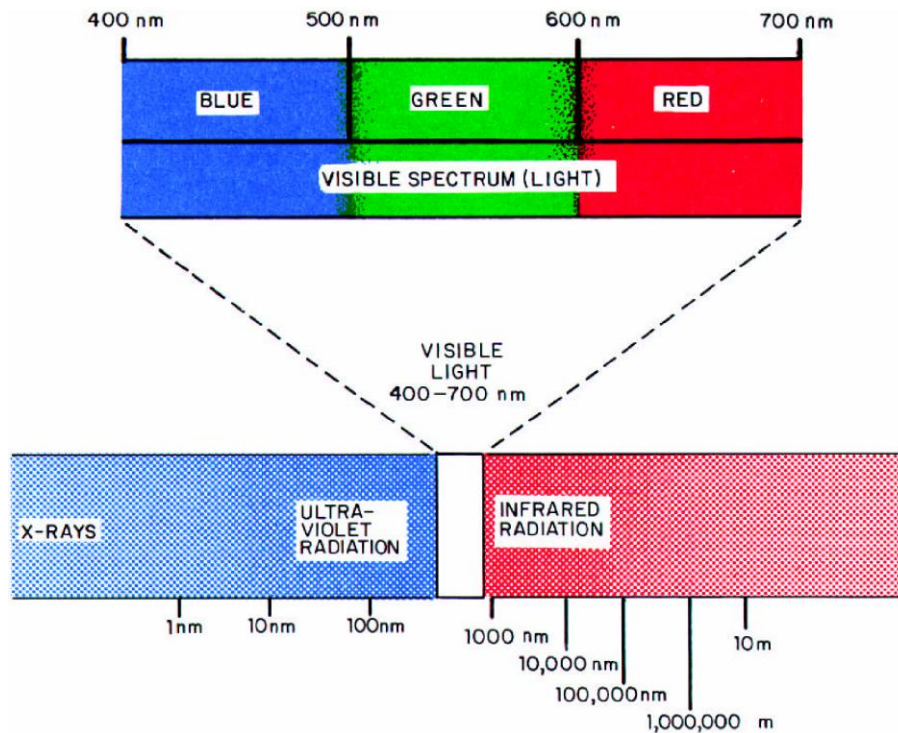 400 nm 500 nm 600 nm 700 nm
BLUE GREEN RED
VISIBLE SPECTRUM (LIGHT)
VISIBLE
LIGHT
400–700 nm
X-RAYS
ULTRA-
VIOLET
RADIATION
INFRARED
RADIATION
1nm 10nm 100nm 1000 nm 10 m
10,000 nm
100,000nm
1,000,000 m